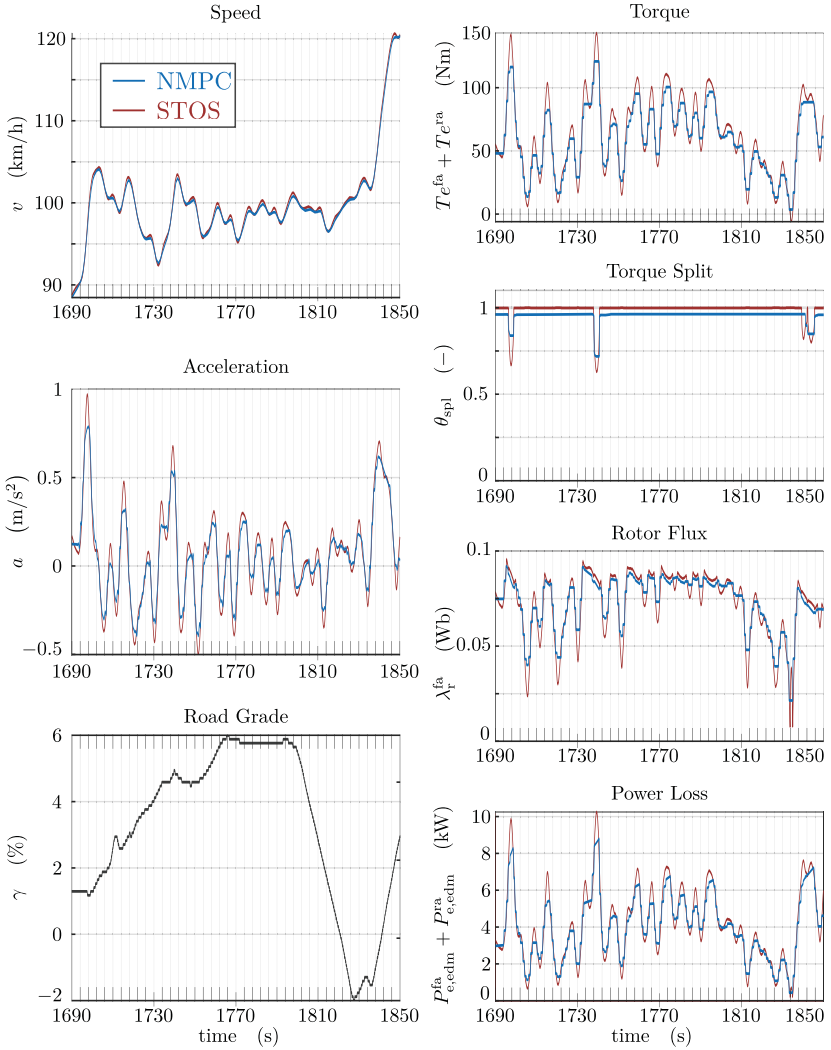 Speed
v (km/h)
120
110
100
90
NMPC
STOS
1690 1730 1770 1810 1850
Acceleration
a (m/s²)
1
0.5
0
−0.5
1690 1730 1770 1810 1850
Road Grade
γ (%)
6
4
2
0
−2
1690 1730 1770 1810 1850
time (s)
Torque
Te^fa + Te^ra (Nm)
150
100
50
0
1690 1730 1770 1810 1850
Torque Split
θ_spl (−)
1
0.5
0
1690 1730 1770 1810 1850
Rotor Flux
λ_r^fa (Wb)
0.1
0.05
0
1690 1730 1770 1810 1850
Power Loss
P_e,edm^fa + P_e,edm^ra (kW)
10
8
6
4
2
0
1690 1730 1770 1810 1850
time (s)